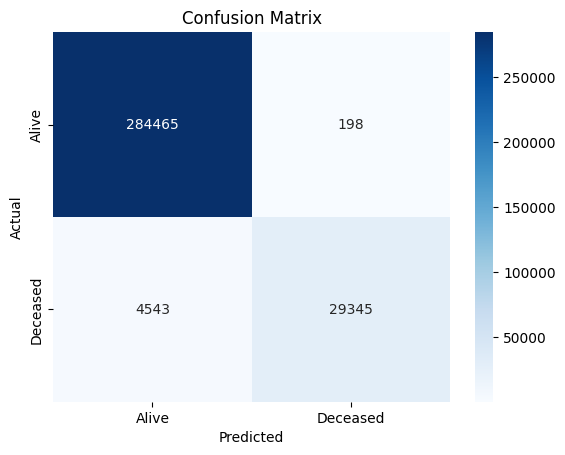 Confusion Matrix
Actual
Alive
Deceased
284465
198
4543
29345
Alive
Deceased
Predicted
250000
200000
150000
100000
50000